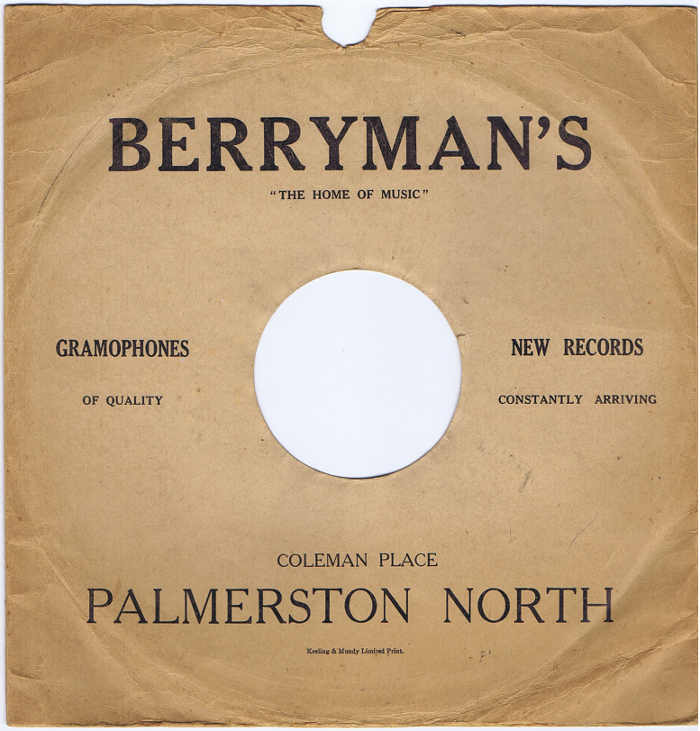 BERRYMAN'S
"THE HOME OF MUSIC"
GRAMOPHONES
OF QUALITY
NEW RECORDS
CONSTANTLY ARRIVING
COLEMAN PLACE
PALMERSTON NORTH
Keeling & Mundy Limited Print.